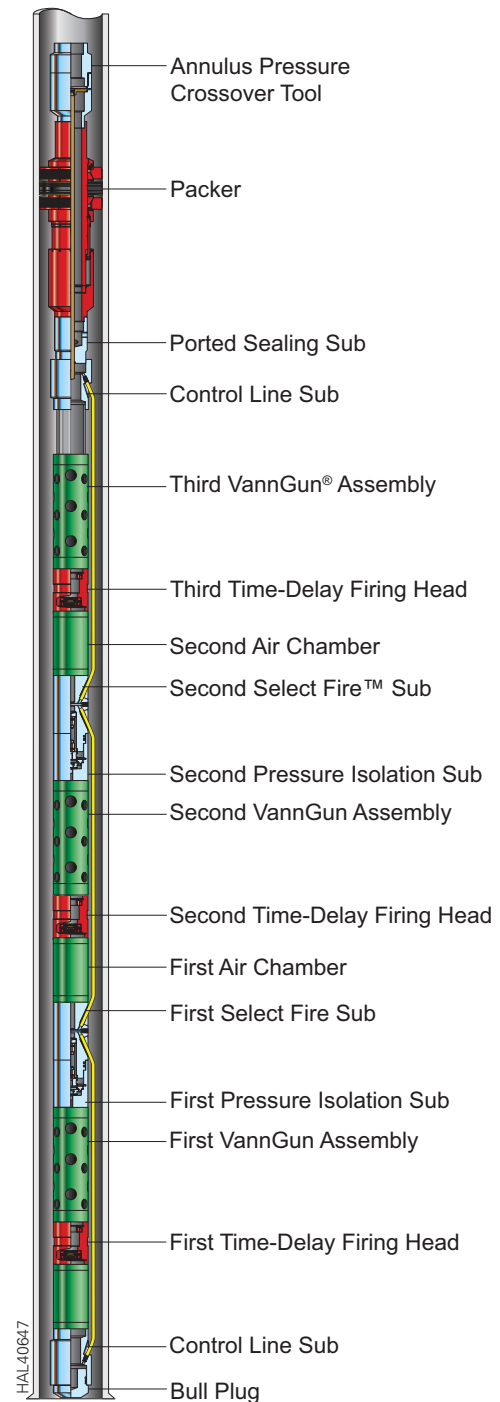 Annulus Pressure
Crossover Tool
Packer
Ported Sealing Sub
Control Line Sub
Third VannGun® Assembly
Third Time-Delay Firing Head
Second Air Chamber
Second Select Fire™ Sub
Second Pressure Isolation Sub
Second VannGun Assembly
Second Time-Delay Firing Head
First Air Chamber
First Select Fire Sub
First Pressure Isolation Sub
First VannGun Assembly
First Time-Delay Firing Head
Control Line Sub
Bull Plug
HAL40647